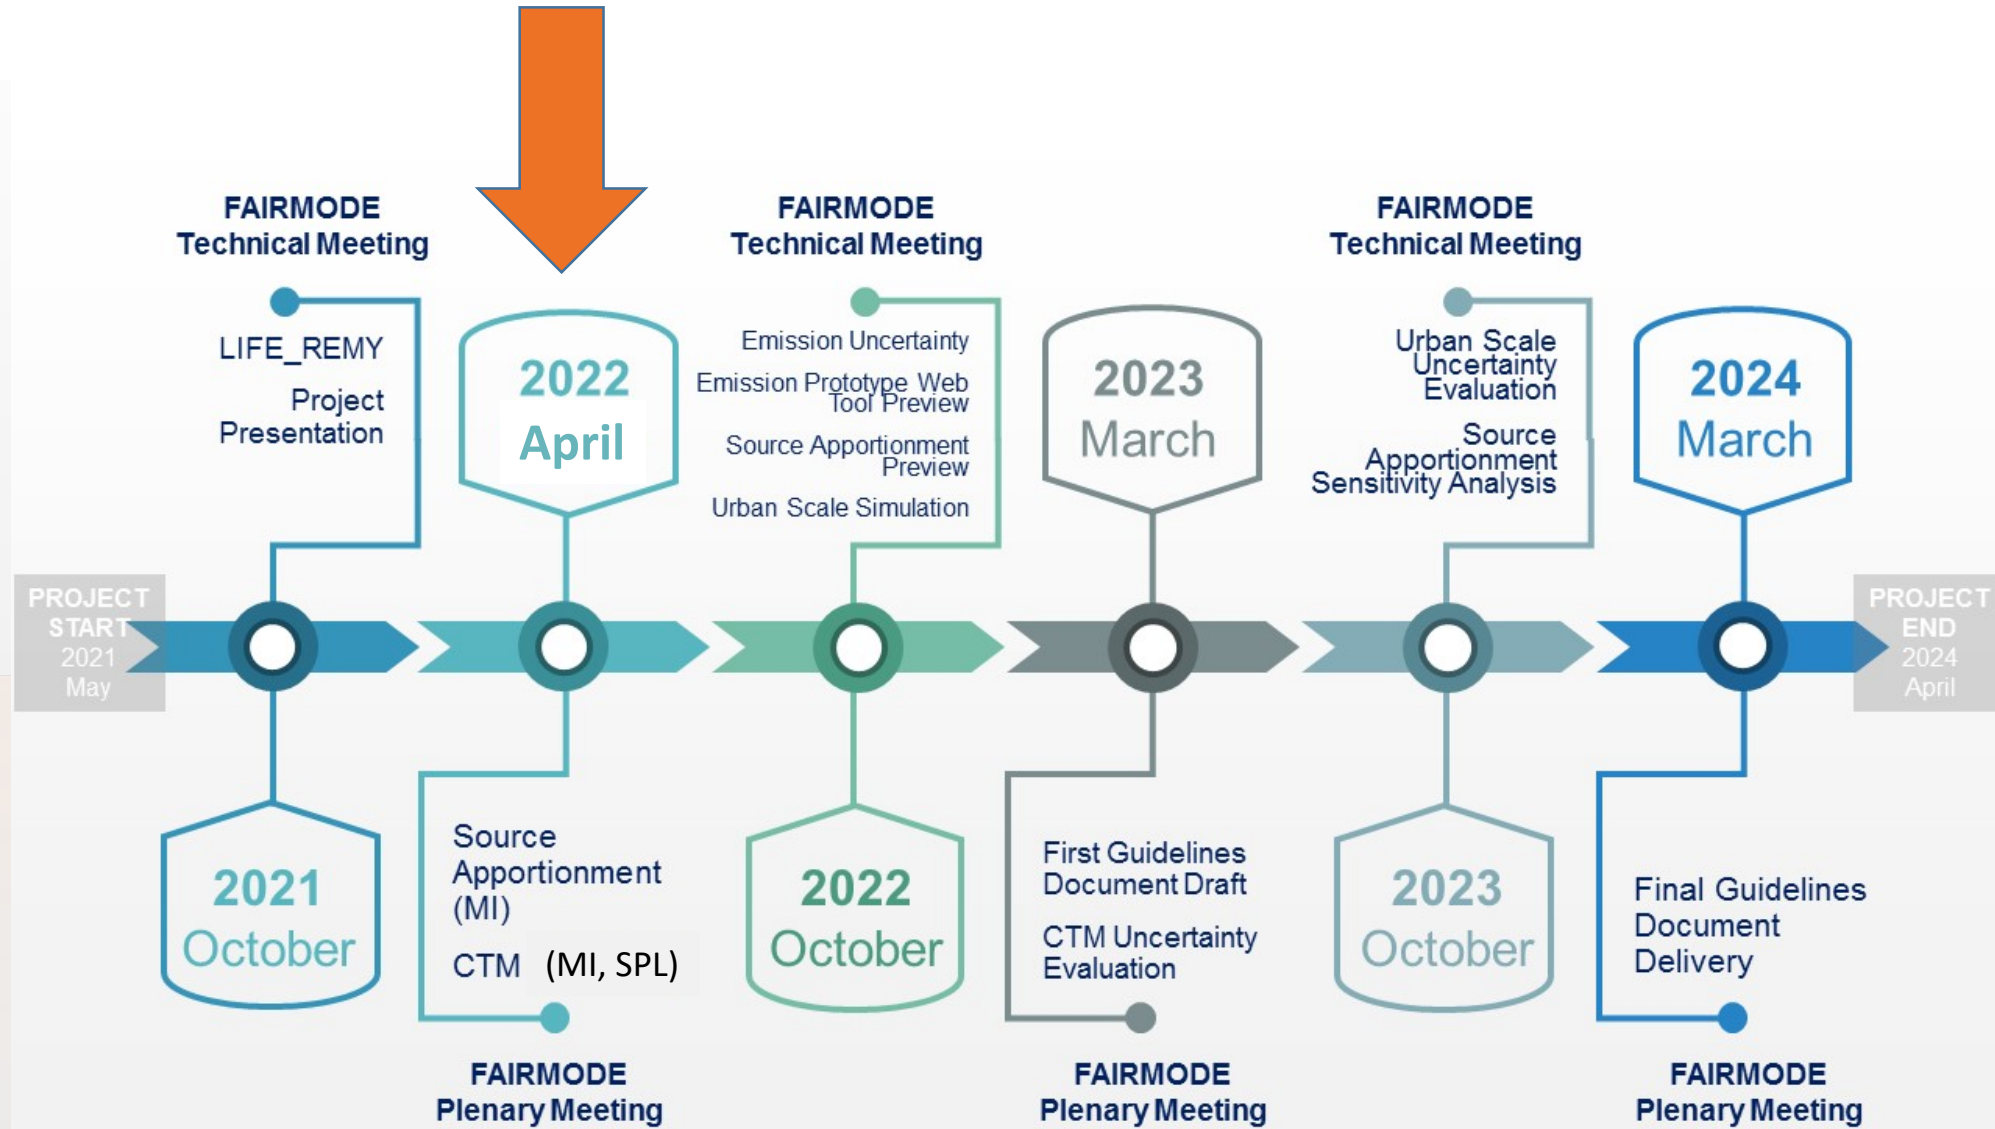 PROJECT
START
2021
May
FAIRMODE
Technical Meeting
LIFE_REMY
Project
Presentation
2021
October
2022
April
Source
Apportionment
(MI)
CTM (MI, SPL)
FAIRMODE
Plenary Meeting
FAIRMODE
Technical Meeting
Emission Uncertainty
Emission Prototype Web
Tool Preview
Source Apportionment
Preview
Urban Scale Simulation
2022
October
2023
March
First Guidelines
Document Draft
CTM Uncertainty
Evaluation
FAIRMODE
Plenary Meeting
FAIRMODE
Technical Meeting
Urban Scale
Uncertainty
Evaluation
Source
Apportionment
Sensitivity Analysis
2023
October
2024
March
Final Guidelines
Document
Delivery
FAIRMODE
Plenary Meeting
PROJECT
END
2024
April